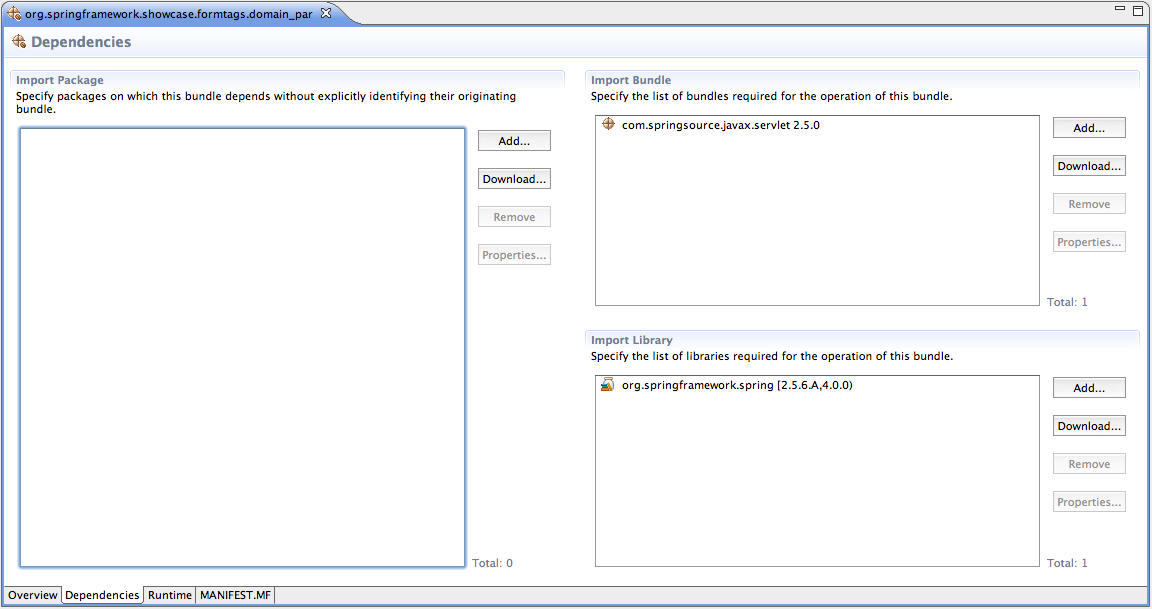 org.springframework.showcase.formtags.domain_par
Dependencies
Import Package
Specify packages on which this bundle depends without explicitly identifying their originating
bundle.
Add...
Download...
Remove
Properties...
Total: 0
Import Bundle
Specify the list of bundles required for the operation of this bundle.
com.springsource.javax.servlet 2.5.0
Add...
Download...
Remove
Properties...
Total: 1
Import Library
Specify the list of libraries required for the operation of this bundle.
org.springframework.spring [2.5.6.A,4.0.0)
Add...
Download...
Remove
Properties...
Total: 1
Overview Dependencies Runtime MANIFEST.MF